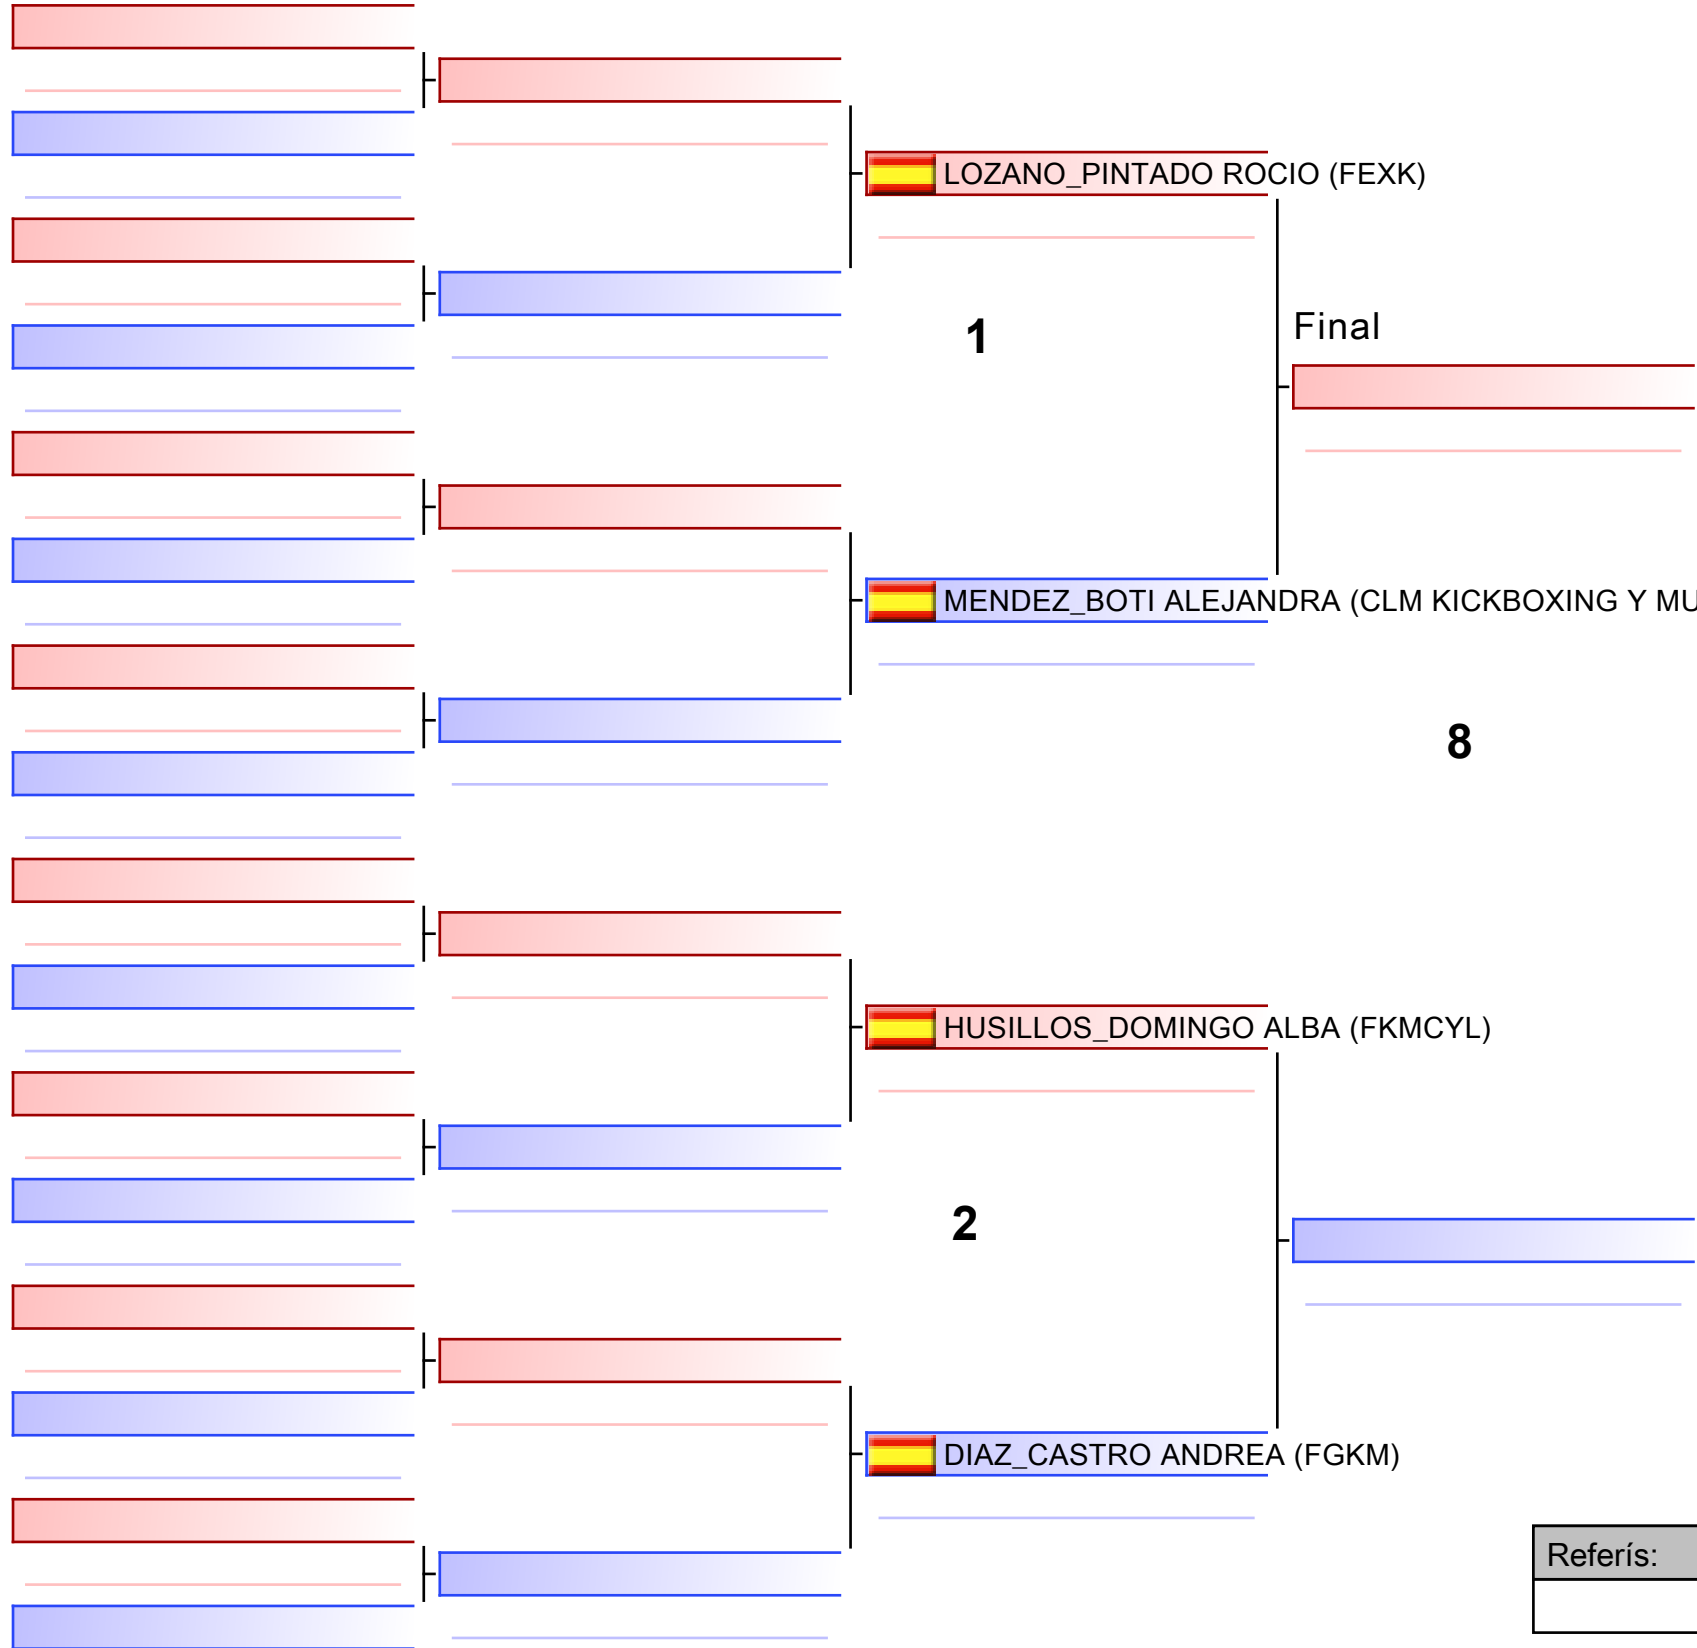 LOZANO_PINTADO ROCIO (FEXK)
1
Final
MENDEZ_BOTI ALEJANDRA (CLM KICKBOXING Y MU
8
HUSILLOS_DOMINGO ALBA (FKMCYL)
2
DIAZ_CASTRO ANDREA (FGKM)
Referís: